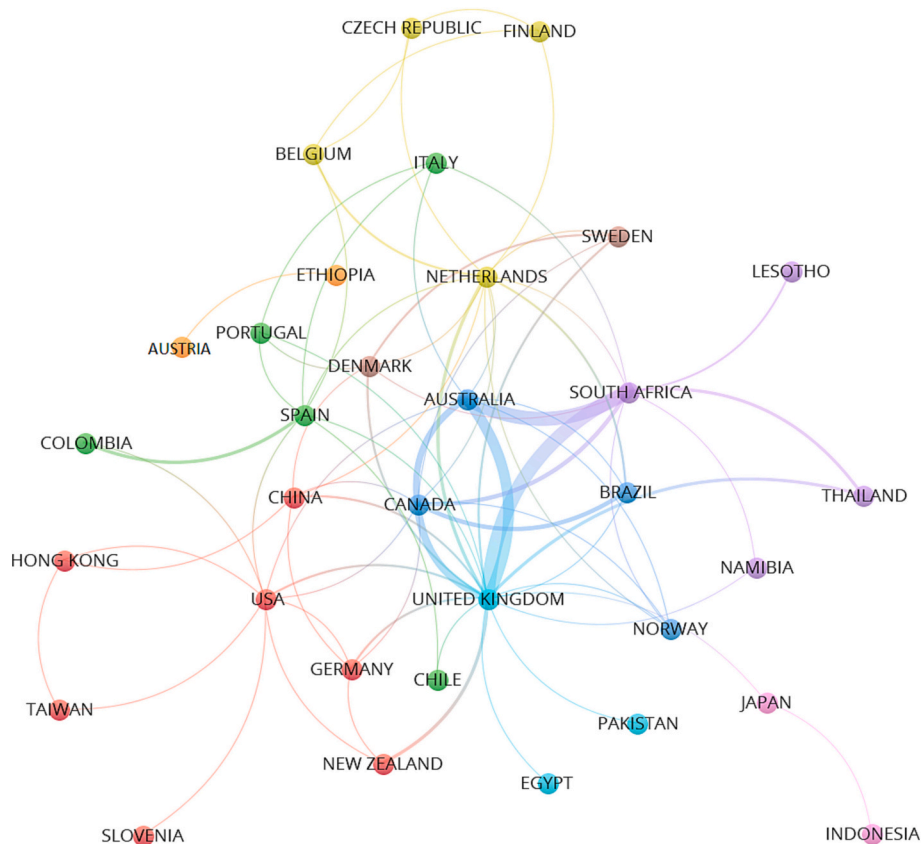 CZECH REPUBLIC
FINLAND
BELGIUM
ITALY
SWEDEN
ETHIOPIA
NETHERLANDS
LESOTHO
PORTUGAL
AUSTRIA
DENMARK
SOUTH AFRICA
AUSTRALIA
SPAIN
COLOMBIA
CHINA
CANADA
BRAZIL
THAILAND
HONG KONG
NAMIBIA
USA
UNITED KINGDOM
NORWAY
GERMANY
CHILE
TAIWAN
JAPAN
PAKISTAN
NEW ZEALAND
EGYPT
SLOVENIA
INDONESIA